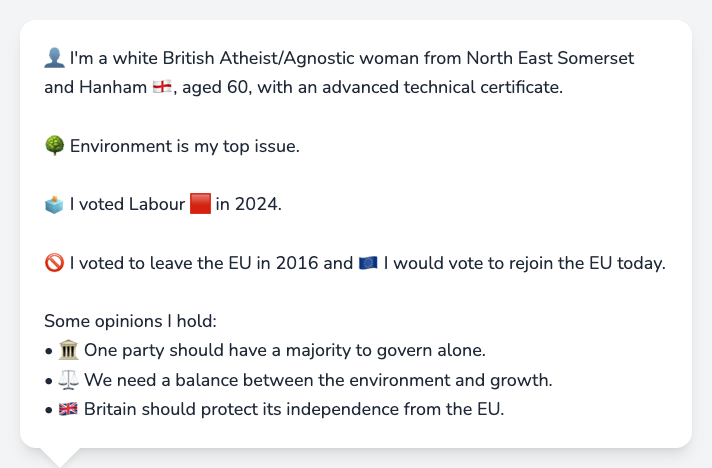 👤 I'm a white British Atheist/Agnostic woman from North East Somerset
and Hanham 🏴󠁧󠁢󠁥󠁮󠁧󠁿, aged 60, with an advanced technical certificate.
🌳 Environment is my top issue.
🗳️ I voted Labour 🟥 in 2024.
🚫 I voted to leave the EU in 2016 and 🇪🇺 I would vote to rejoin the EU today.
Some opinions I hold:
• 🏛️ One party should have a majority to govern alone.
• ⚖️ We need a balance between the environment and growth.
• 🇬🇧 Britain should protect its independence from the EU.